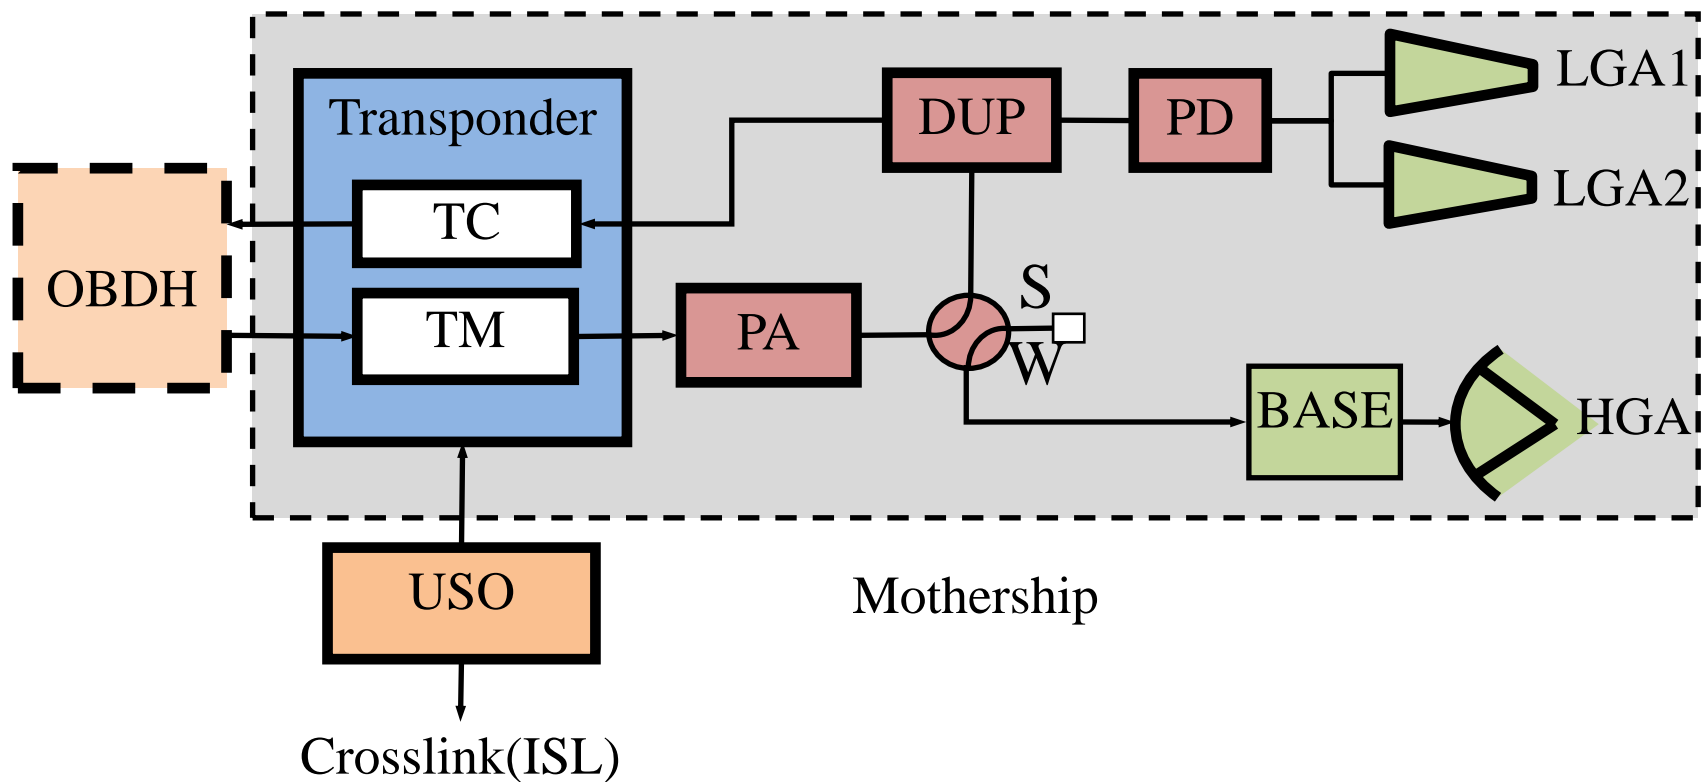 LGA1
Transponder
DUP
PD
LGA2
TC
OBDH
S
W
TM
PA
BASE
HGA
USO
Mothership
Crosslink(ISL)